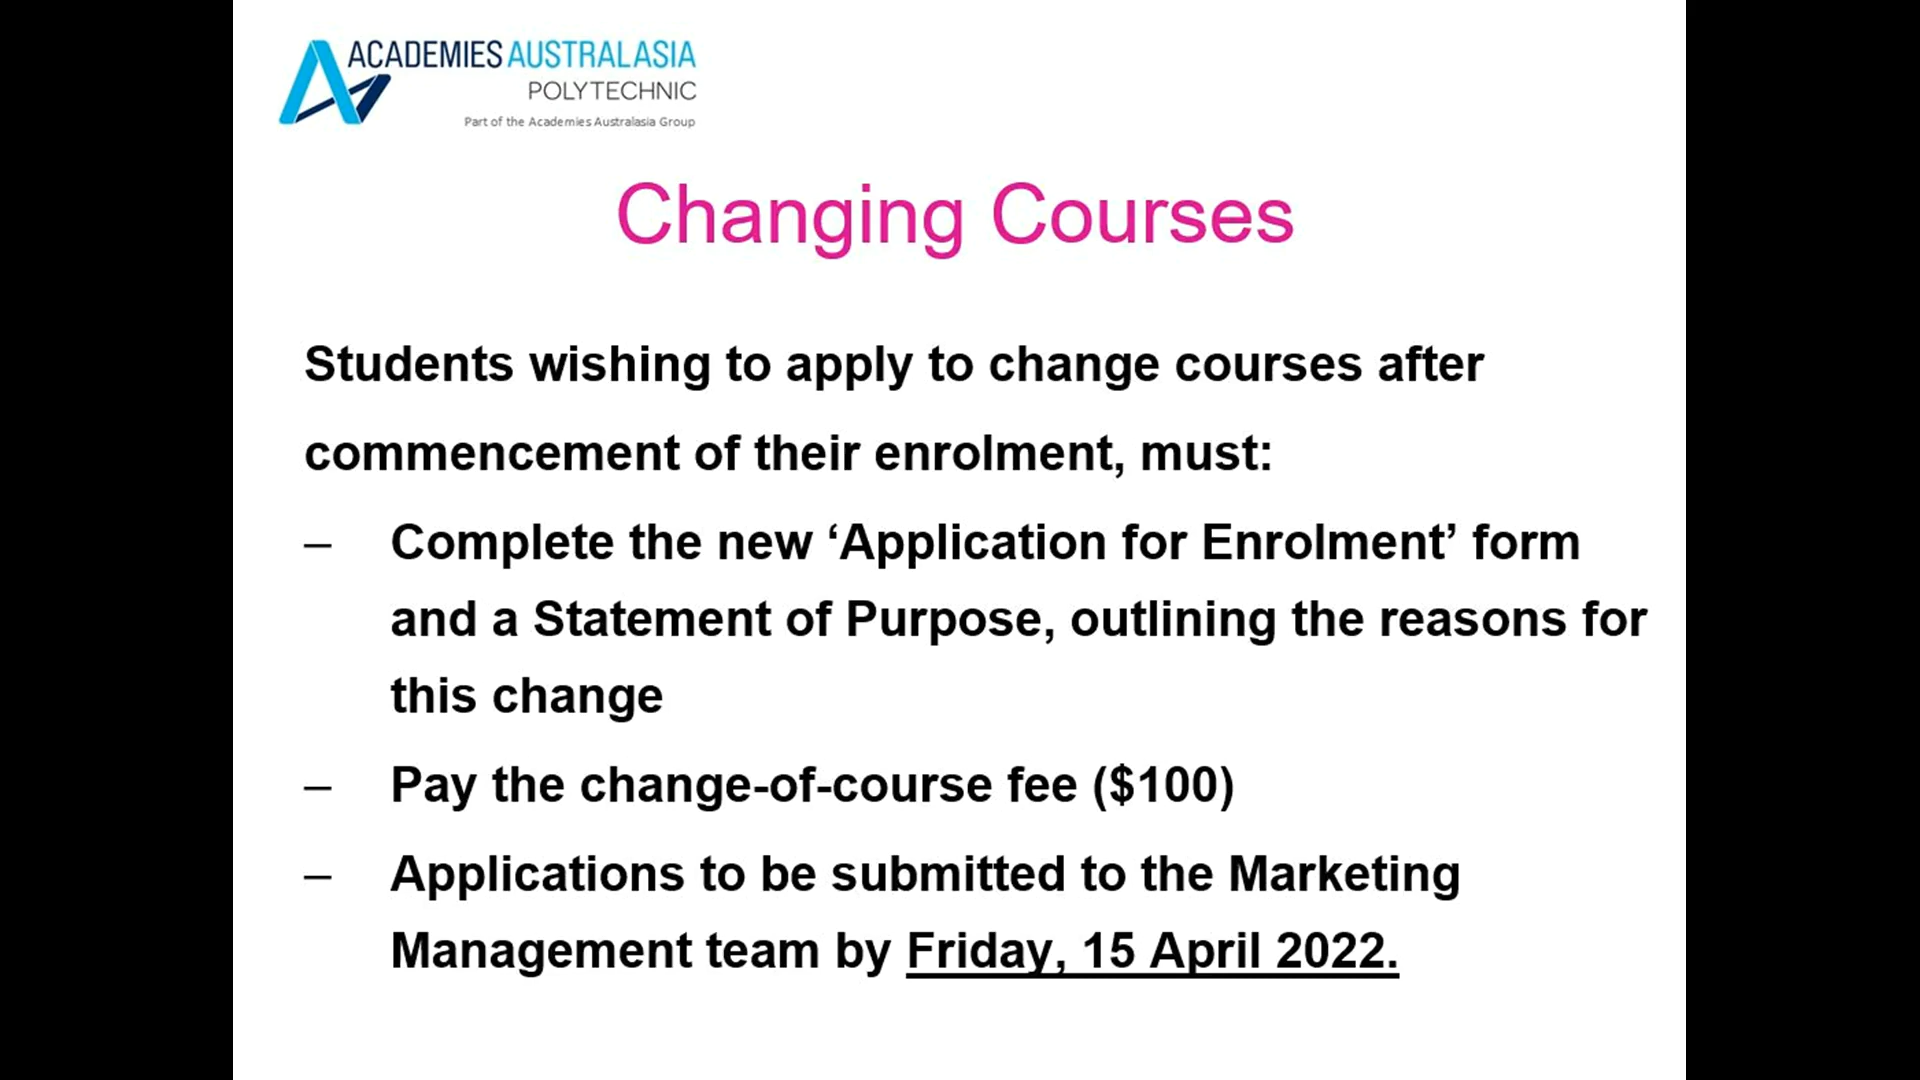 ACADEMIES AUSTRALASIA
POLYTECHNIC
Part of the Academies Australasia Group
Changing Courses
Students wishing to apply to change courses after
commencement of their enrolment, must:
– Complete the new ‘Application for Enrolment’ form
and a Statement of Purpose, outlining the reasons for
this change
– Pay the change-of-course fee ($100)
– Applications to be submitted to the Marketing
Management team by Friday, 15 April 2022.